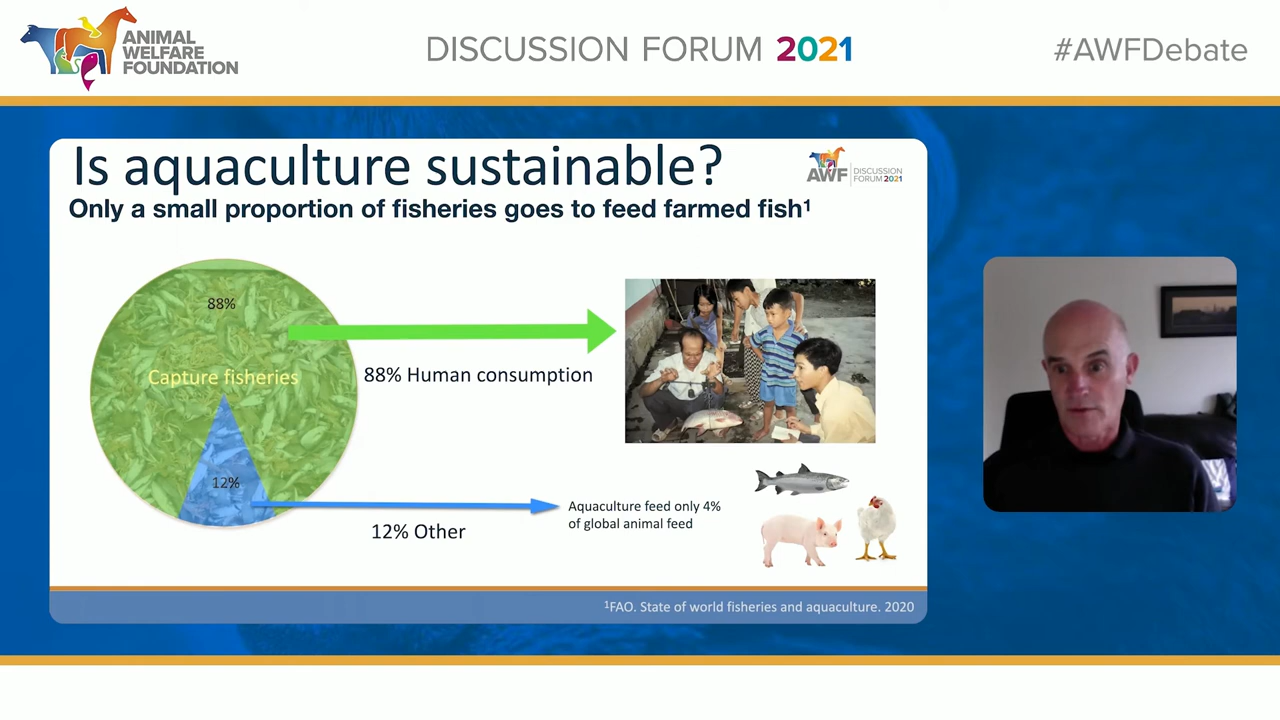 ANIMAL
WELFARE
FOUNDATION
DISCUSSION FORUM 2021
#AWFDebate
Is aquaculture sustainable?
AWF
DISCUSSION
FORUM 2021
Only a small proportion of fisheries goes to feed farmed fish¹
88%
Capture fisheries
88% Human consumption
12%
12% Other
Aquaculture feed only 4%
of global animal feed
¹FAO. State of world fisheries and aquaculture. 2020